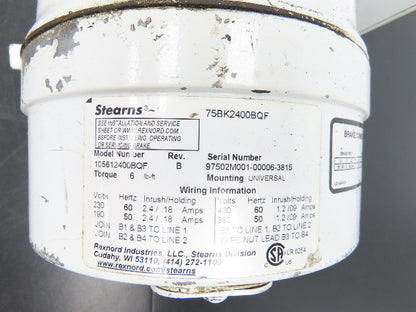 Stearns
75BK2400BQF
SEE INSTALLATION AND SERVICE
SHEET OR WWW.REXNORD.COM
BEFORE INSTALLING OR
SERVICING BRAKE
Model Number Rev. Serial Number
105612400BQF B 97502M001-00006-3815
Torque 6 lb-ft Mounting UNIVERSAL
Wiring Information
Volts Hertz Inrush/Holding Volts Hertz Inrush/Holding
230 60 2.4 / .18 Amps 460 60 1.2 /.09 Amps
190 50 2.4 / .18 Amps 380 50 1.2 /.09 Amps
JOIN B1 & B3 TO LINE 1 B1 TO LINE 1, B2 TO LINE 2
JOIN B2 & B4 TO LINE 2 WIRE NUT LEAD B3 TO B4
Rexnord Industries, LLC., Stearns Division
Cudahy, WI 53110, (414) 272-1100
www.rexnord.com/stearns
LR 6254
US
BRAKE